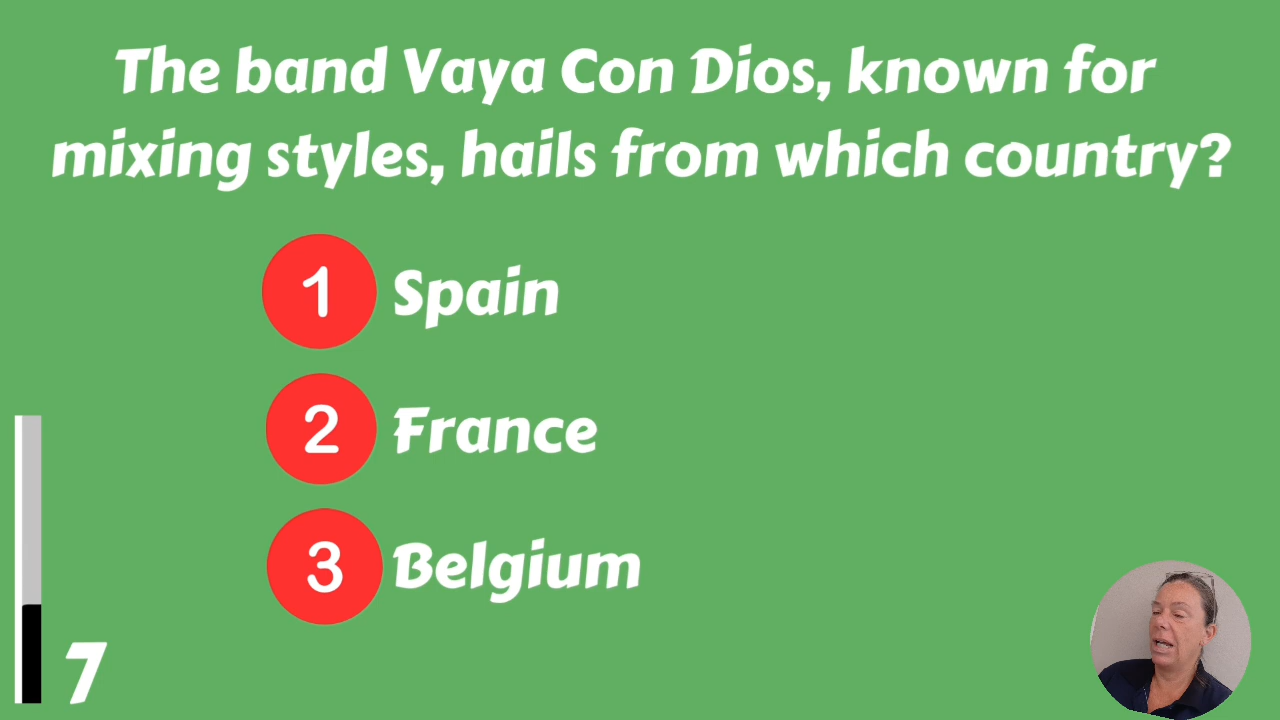 The band Vaya Con Dios, known for
mixing styles, hails from which country?
1 Spain
2 France
3 Belgium
7